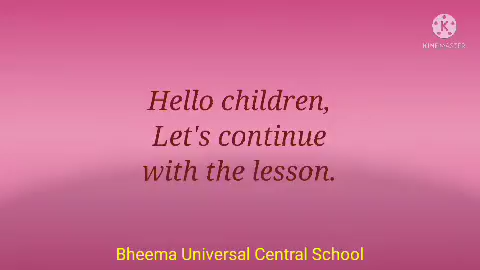 KINEMASTER
Hello children,
Let's continue
with the lesson.
Bheema Universal Central School